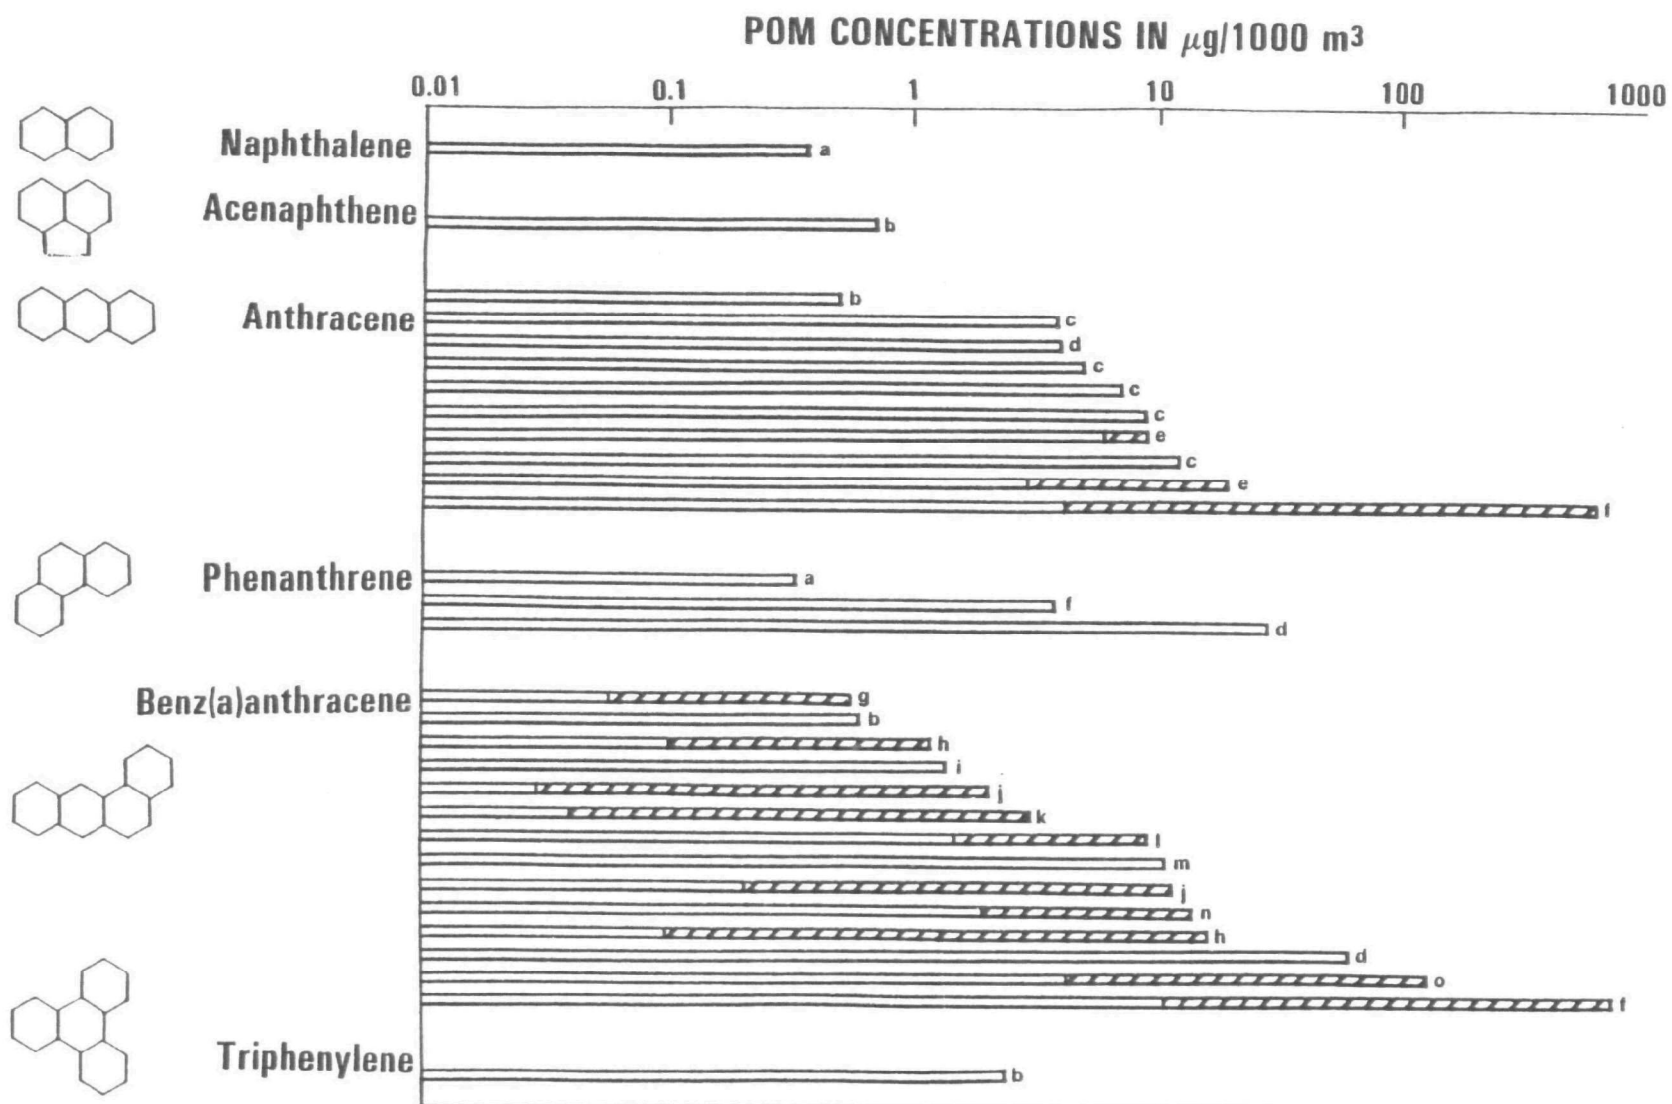 POM CONCENTRATIONS IN µg/1000 m³
0.01 0.1 1 10 100 1000
Naphthalene a
Acenaphthene b
b
Anthracene c
d
c
c
c
e
c
e
f
Phenanthrene a
f
d
Benz(a)anthracene g
b
h
i
j
k
l
m
j
n
h
d
o
f
Triphenylene b